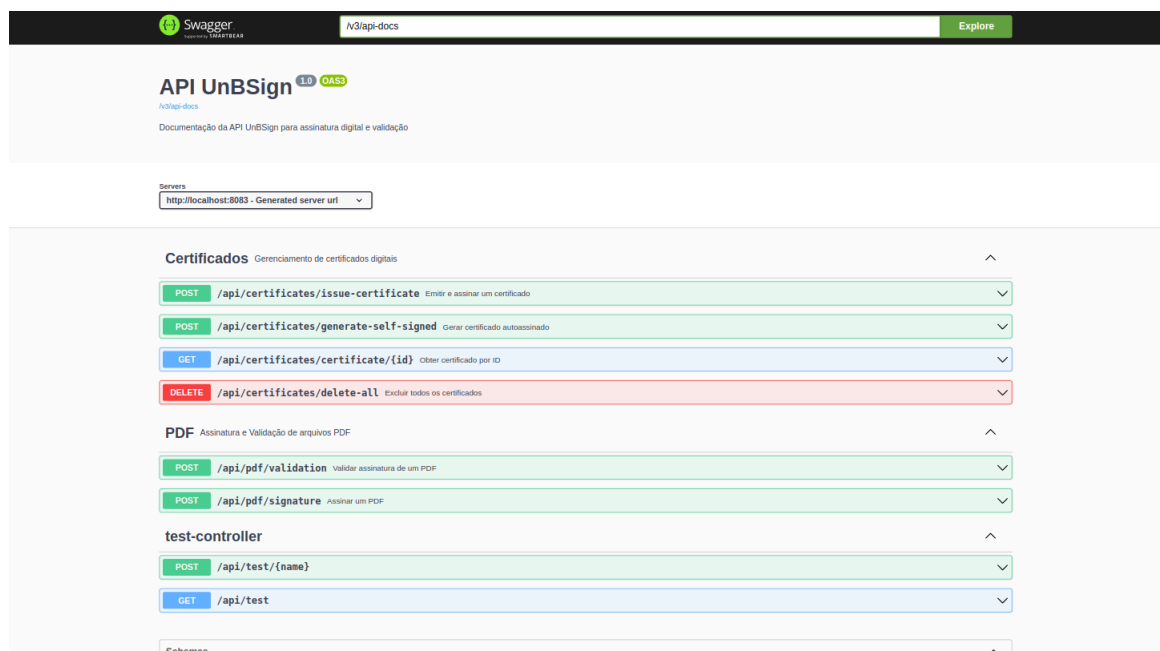 Swagger
Supported by SMARTBEAR
/v3/api-docs
Explore
API UnBSign 1.0 OAS3
/v3/api-docs
Documentação da API UnBSign para assinatura digital e validação
Servers
http://localhost:8083 - Generated server url
Certificados Gerenciamento de certificados digitais
POST /api/certificates/issue-certificate Emitir e assinar um certificado
POST /api/certificates/generate-self-signed Gerar certificado autoassinado
GET /api/certificates/certificate/{id} Obter certificado por ID
DELETE /api/certificates/delete-all Excluir todos os certificados
PDF Assinatura e Validação de arquivos PDF
POST /api/pdf/validation Validar assinatura de um PDF
POST /api/pdf/signature Assinar um PDF
test-controller
POST /api/test/{name}
GET /api/test
Schemas